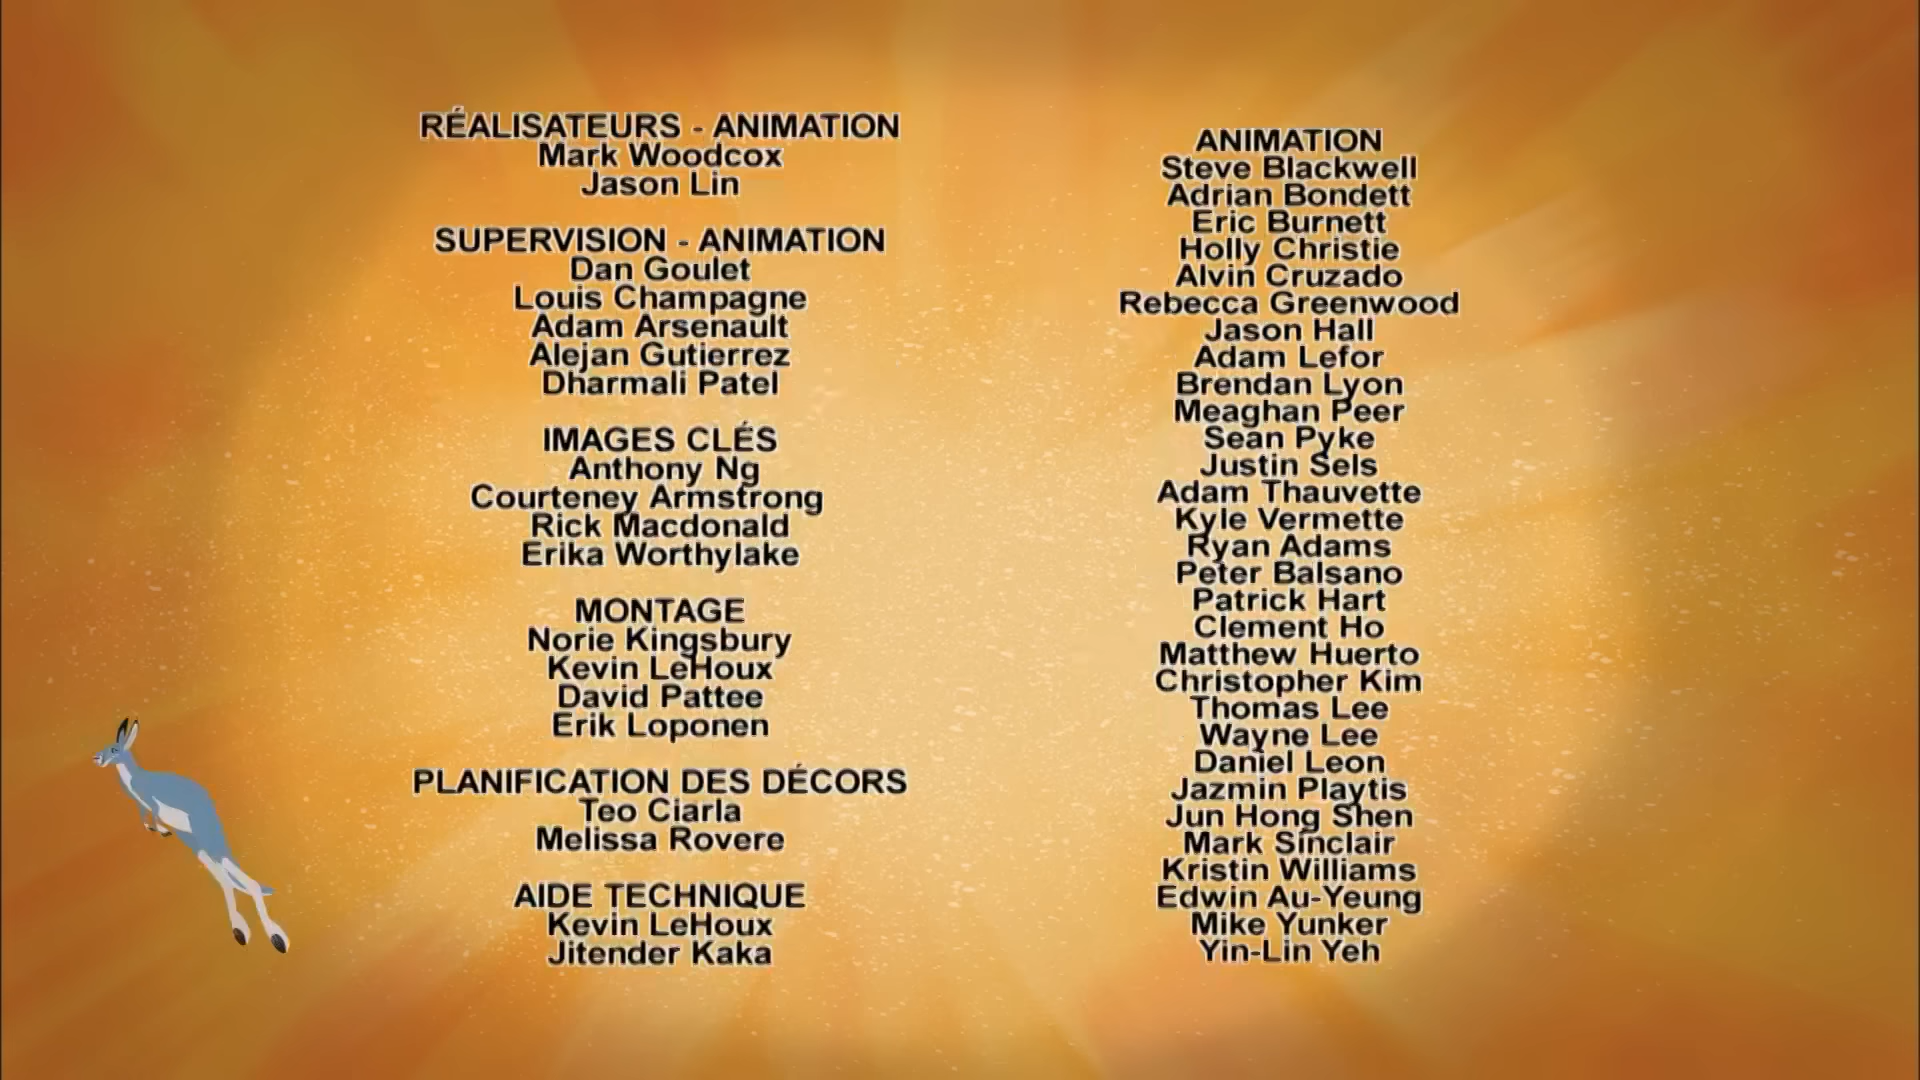 RÉALISATEURS - ANIMATION
Mark Woodcox
Jason Lin
SUPERVISION - ANIMATION
Dan Goulet
Louis Champagne
Adam Arsenault
Alejan Gutierrez
Dharmali Patel
IMAGES CLÉS
Anthony Ng
Courteney Armstrong
Rick Macdonald
Erika Worthylake
MONTAGE
Norie Kingsbury
Kevin LeHoux
David Pattee
Erik Loponen
PLANIFICATION DES DÉCORS
Teo Ciarla
Melissa Rovere
AIDE TECHNIQUE
Kevin LeHoux
Jitender Kaka
ANIMATION
Steve Blackwell
Adrian Bondett
Eric Burnett
Holly Christie
Alvin Cruzado
Rebecca Greenwood
Jason Hall
Adam Lefor
Brendan Lyon
Meaghan Peer
Sean Pyke
Justin Sels
Adam Thauvette
Kyle Vermette
Ryan Adams
Peter Balsano
Patrick Hart
Clement Ho
Matthew Huerto
Christopher Kim
Thomas Lee
Wayne Lee
Daniel Leon
Jazmin Playtis
Jun Hong Shen
Mark Sinclair
Kristin Williams
Edwin Au-Yeung
Mike Yunker
Yin-Lin Yeh